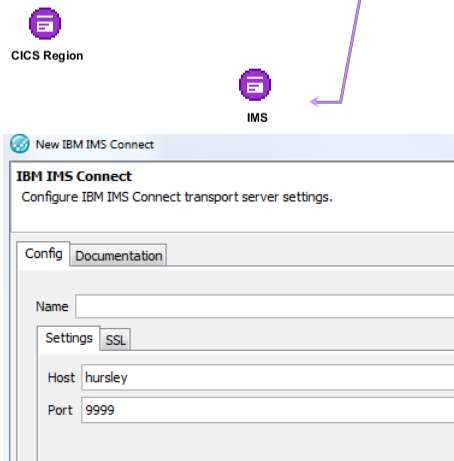 CICS Region
IMS
New IBM IMS Connect
IBM IMS Connect
Configure IBM IMS Connect transport server settings.
Config Documentation
Name
Settings SSL
Host hursley
Port 9999